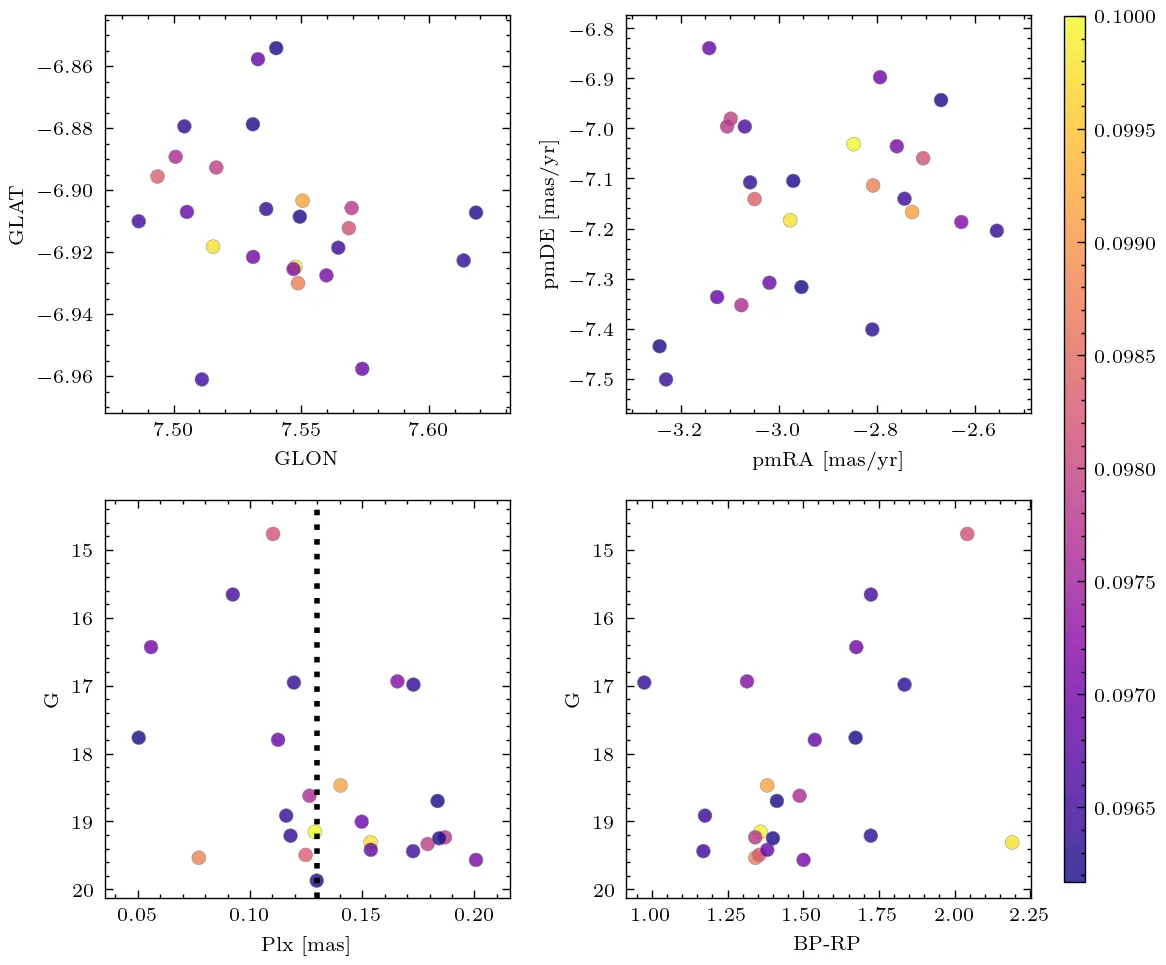 −6.86
−6.88
−6.90
−6.92
−6.94
−6.96
GLAT
7.50 7.55 7.60
GLON
−6.8
−6.9
−7.0
−7.1
−7.2
−7.3
−7.4
−7.5
pmDE [mas/yr]
−3.2 −3.0 −2.8 −2.6
pmRA [mas/yr]
15
16
17
18
19
20
G
0.05 0.10 0.15 0.20
Plx [mas]
15
16
17
18
19
20
G
1.00 1.25 1.50 1.75 2.00 2.25
BP-RP
0.1000
0.0995
0.0990
0.0985
0.0980
0.0975
0.0970
0.0965